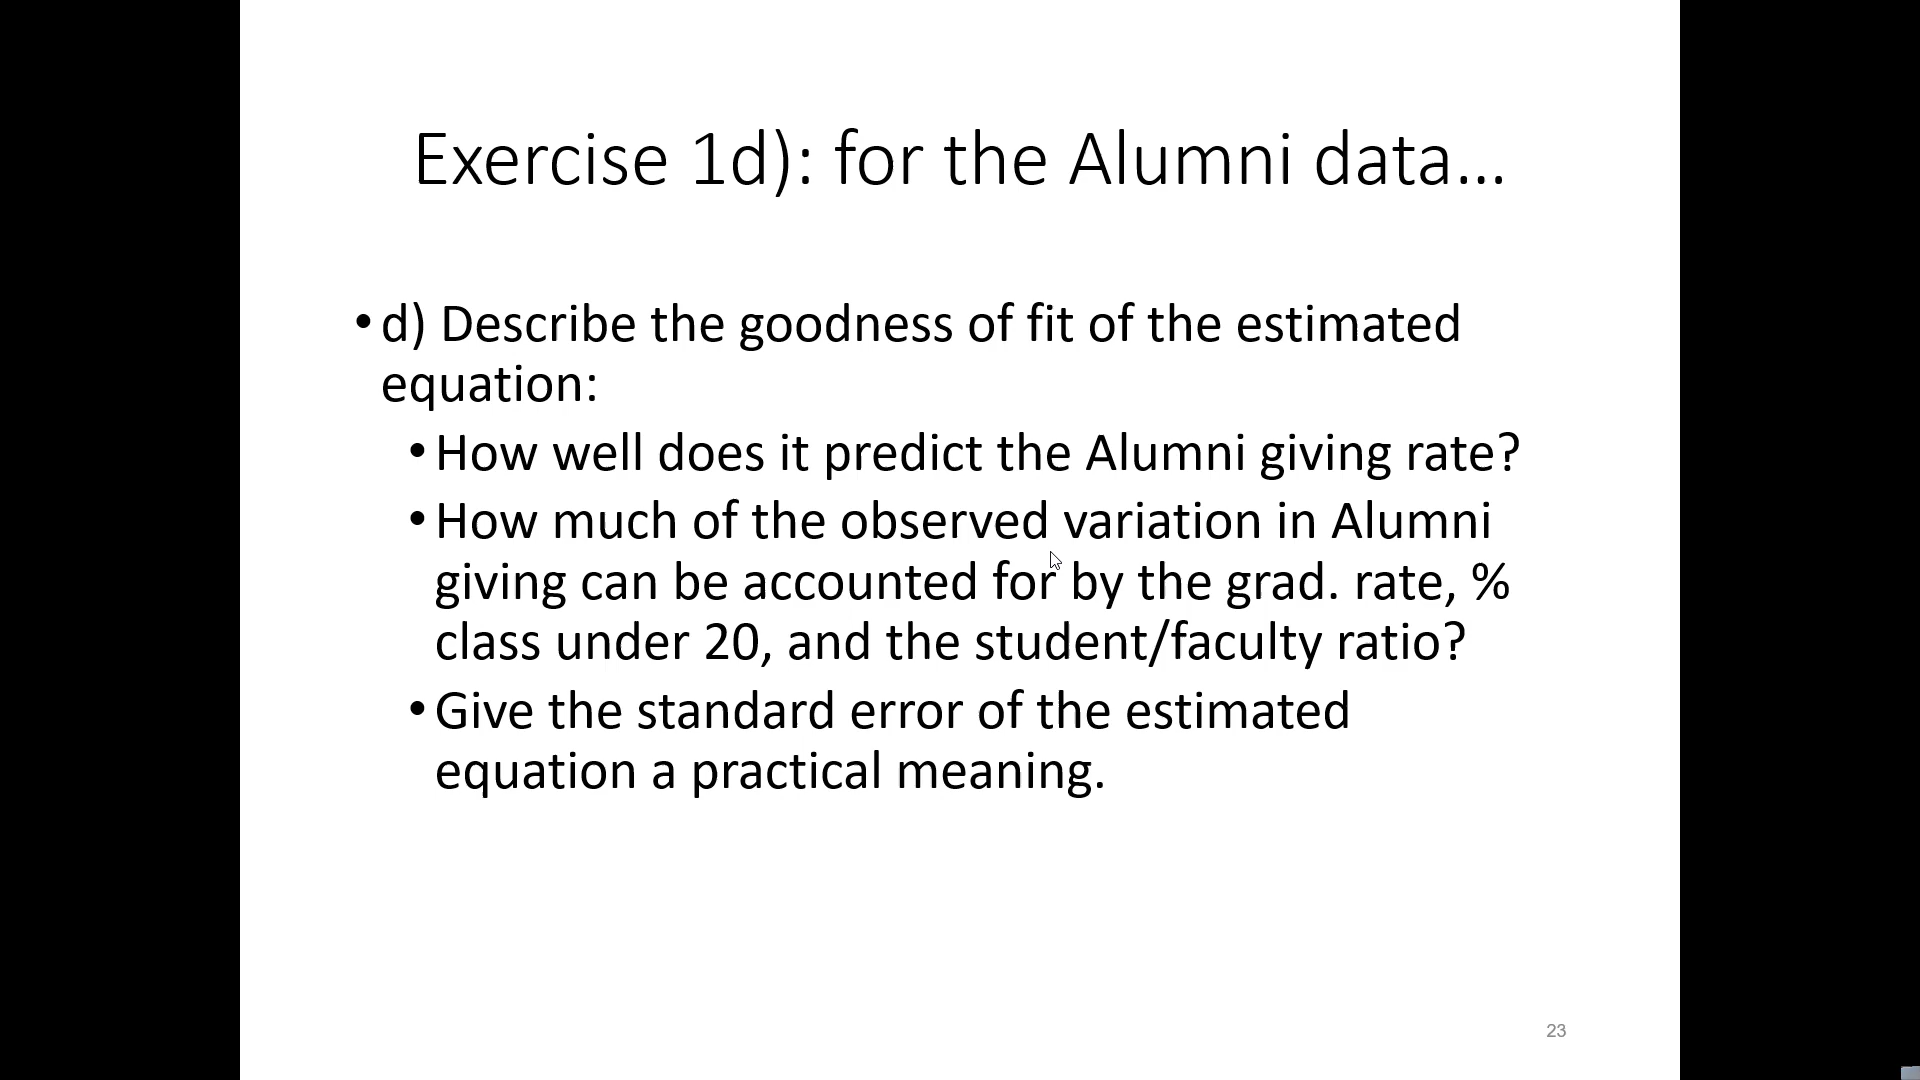 Exercise 1d): for the Alumni data...
• d) Describe the goodness of fit of the estimated
equation:
• How well does it predict the Alumni giving rate?
• How much of the observed variation in Alumni
giving can be accounted for by the grad. rate, %
class under 20, and the student/faculty ratio?
• Give the standard error of the estimated
equation a practical meaning.
23